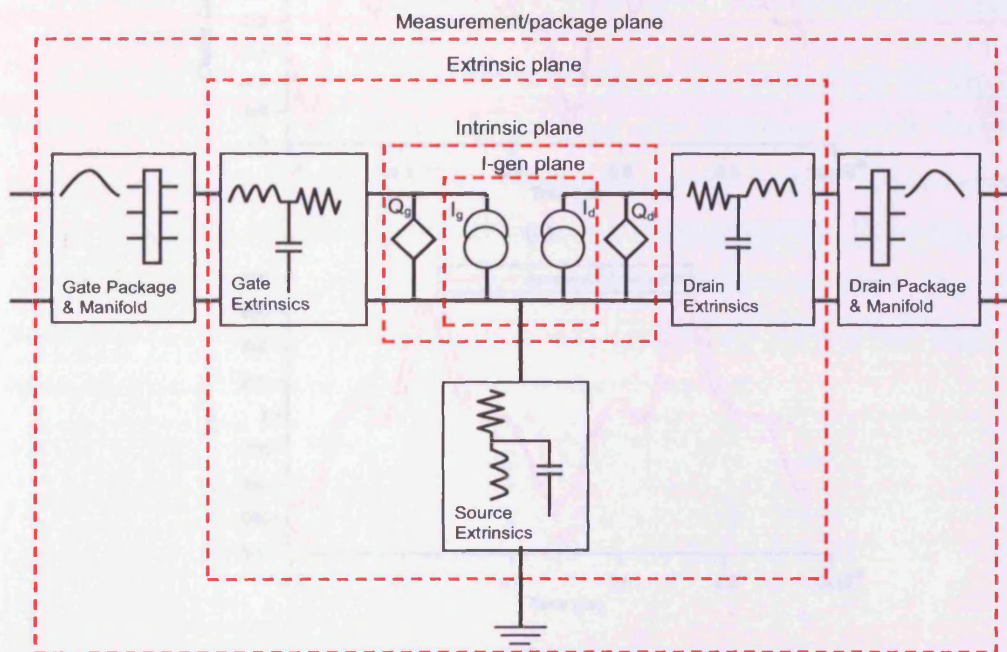 Measurement/package plane
Extrinsic plane
Intrinsic plane
I-gen plane
Qg
Ig
Id
Qd
Gate Package
& Manifold
Gate
Extrinsics
Drain
Extrinsics
Drain Package
& Manifold
Source
Extrinsics